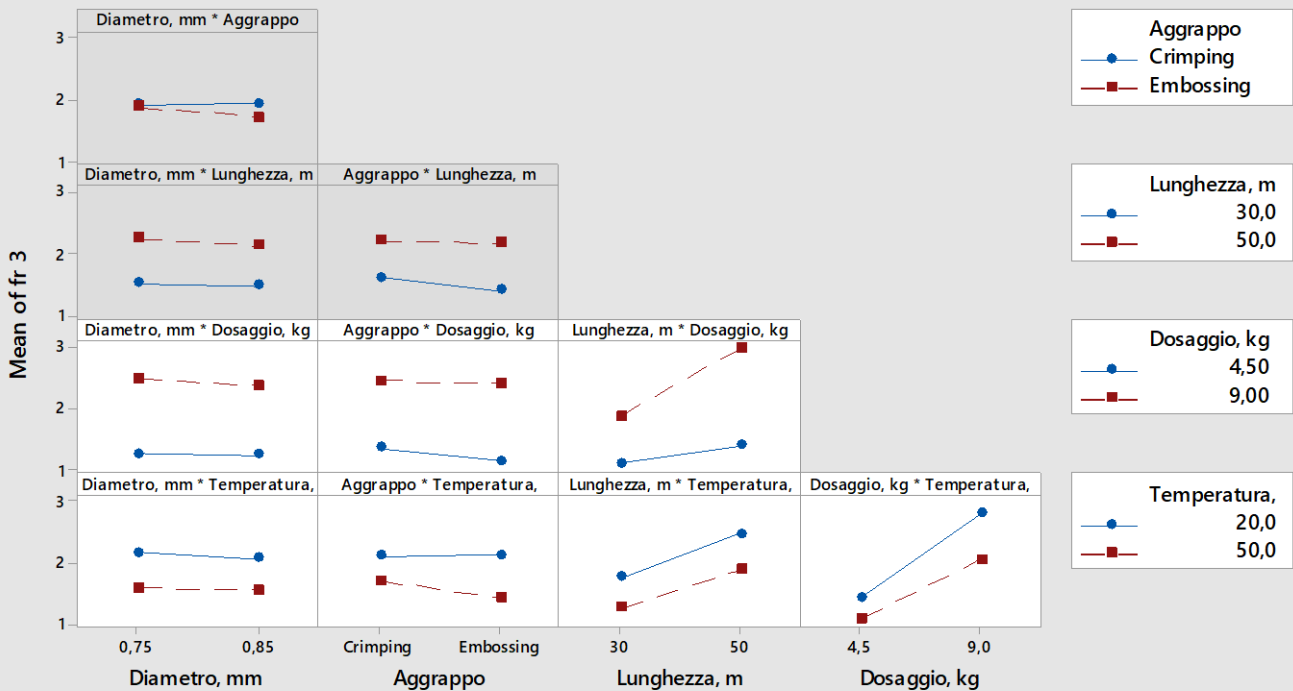 Diametro, mm * Aggrappo
3
2
1
Aggrappo
Crimping
Embossing
Diametro, mm * Lunghezza, m
Aggrappo * Lunghezza, m
3
2
1
Lunghezza, m
30,0
50,0
Mean of fr 3
Diametro, mm * Dosaggio, kg
Aggrappo * Dosaggio, kg
Lunghezza, m * Dosaggio, kg
3
2
1
Dosaggio, kg
4,50
9,00
Diametro, mm * Temperatura,
Aggrappo * Temperatura,
Lunghezza, m * Temperatura,
Dosaggio, kg * Temperatura,
3
2
1
Temperatura,
20,0
50,0
0,75
0,85
Crimping
Embossing
30
50
4,5
9,0
Diametro, mm
Aggrappo
Lunghezza, m
Dosaggio, kg